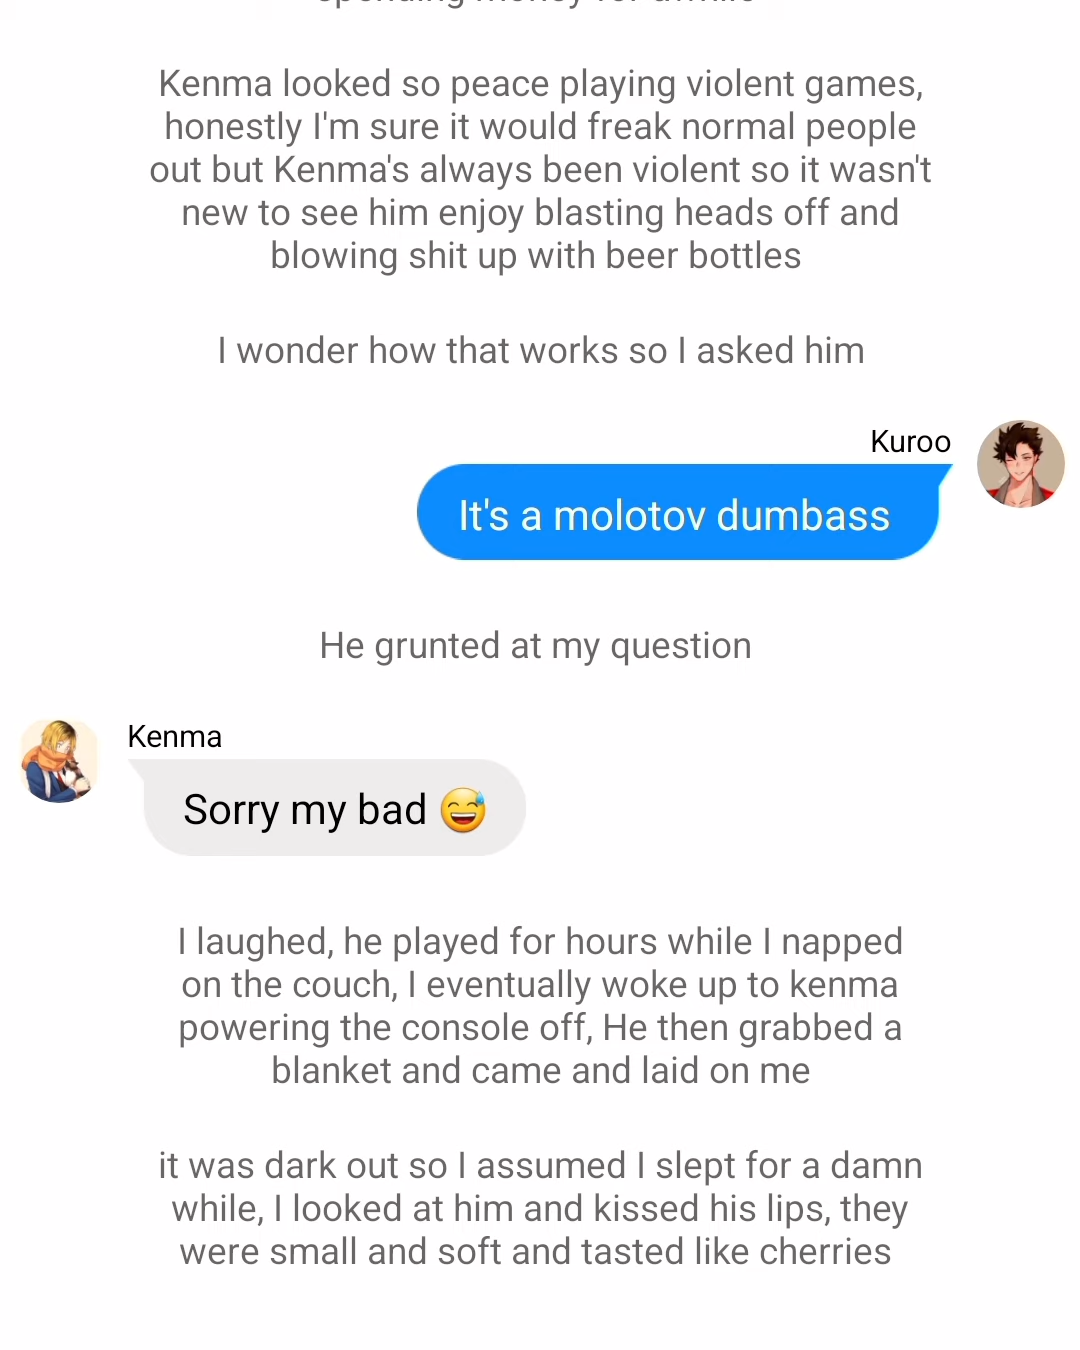 Kenma looked so peace playing violent games,
honestly I'm sure it would freak normal people
out but Kenma's always been violent so it wasn't
new to see him enjoy blasting heads off and
blowing shit up with beer bottles
I wonder how that works so I asked him
Kuroo
It's a molotov dumbass
He grunted at my question
Kenma
Sorry my bad 😅
I laughed, he played for hours while I napped
on the couch, I eventually woke up to kenma
powering the console off, He then grabbed a
blanket and came and laid on me
it was dark out so I assumed I slept for a damn
while, I looked at him and kissed his lips, they
were small and soft and tasted like cherries